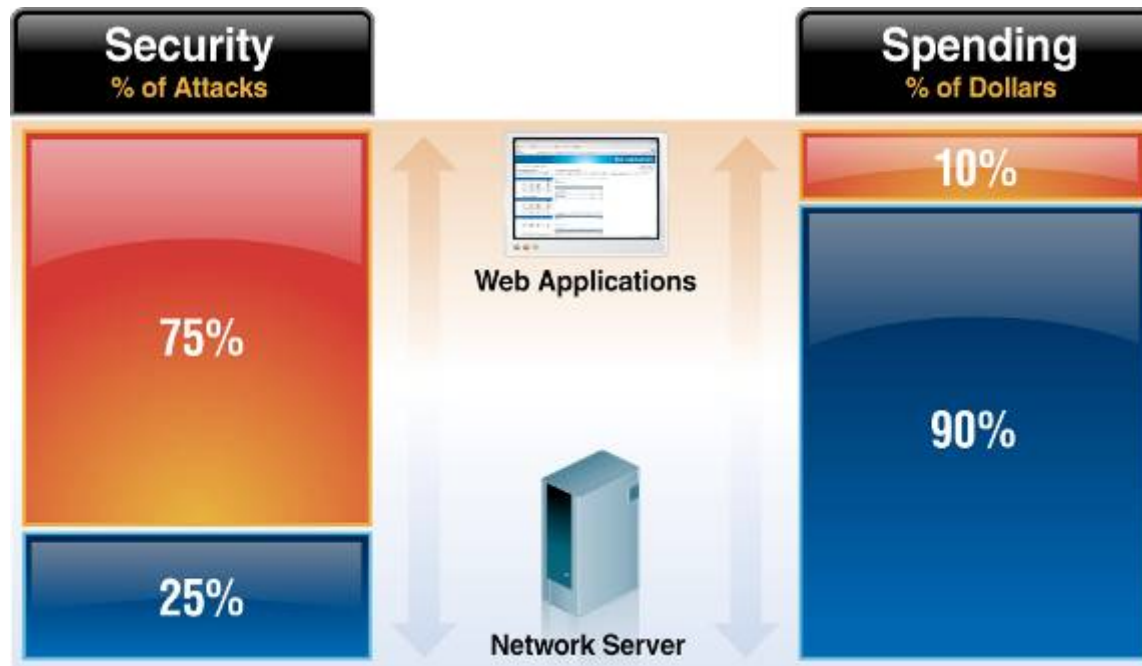 Security
% of Attacks
Spending
% of Dollars
10%
Web Applications
75%
90%
25%
Network Server